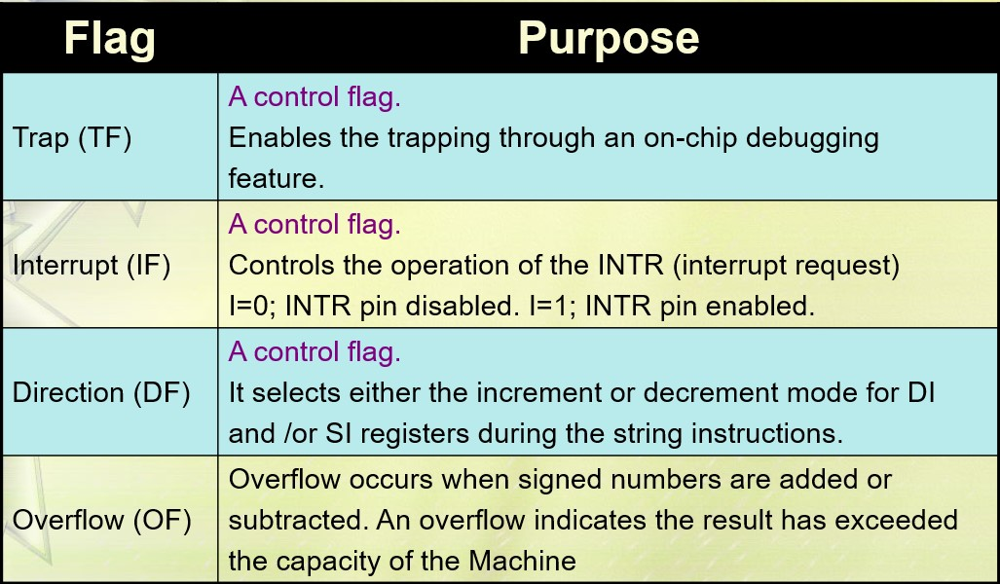 Flag Purpose
Trap (TF)
A control flag.
Enables the trapping through an on-chip debugging
feature.
Interrupt (IF)
A control flag.
Controls the operation of the INTR (interrupt request)
I=0; INTR pin disabled. I=1; INTR pin enabled.
Direction (DF)
A control flag.
It selects either the increment or decrement mode for DI
and /or SI registers during the string instructions.
Overflow (OF)
Overflow occurs when signed numbers are added or
subtracted. An overflow indicates the result has exceeded
the capacity of the Machine